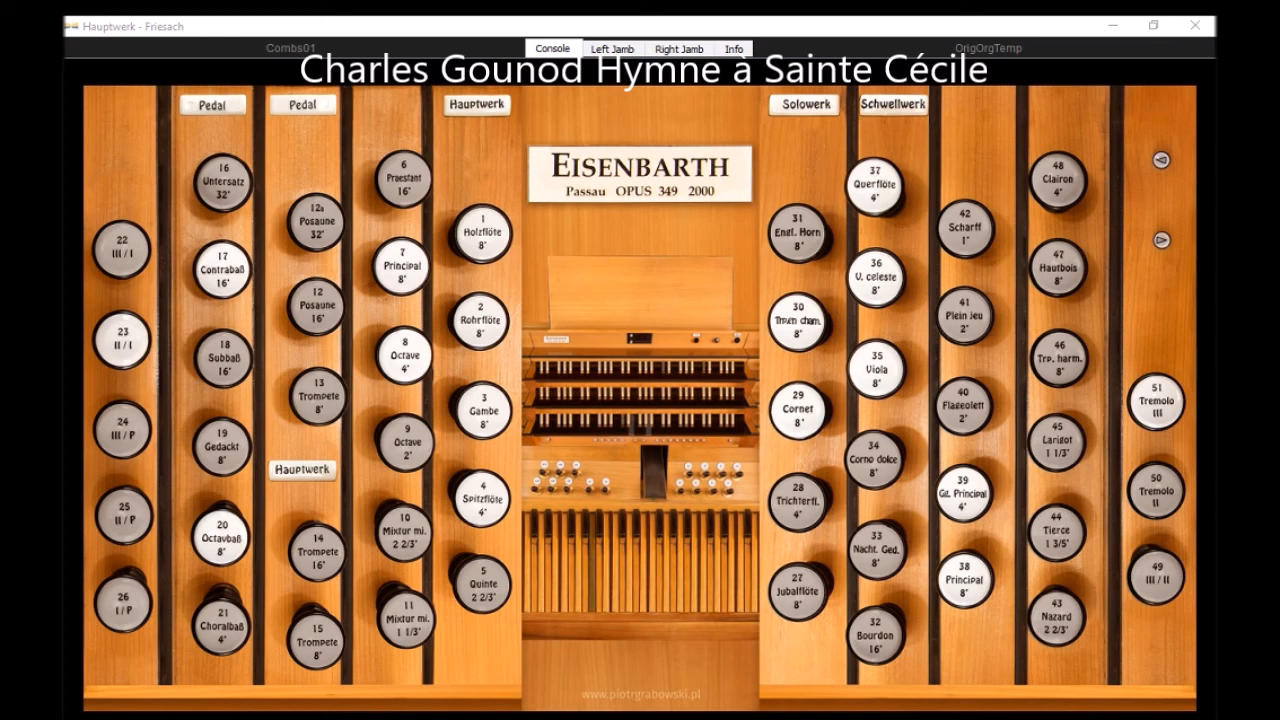 Hauptwerk - Friesach
Combs01
Console
Left Jamb
Right Jamb
Info
OrigOrgTemp
Charles Gounod Hymne à Sainte Cécile
Pedal
Pedal
Hauptwerk
Solowerk
Schwellwerk
EISENBARTH
Passau OPUS 349 2000
22
III / I
23
II / I
24
III / P
25
II / P
26
I / P
16
Untersatz
32'
17
Contrabaß
16'
18
Subbaß
16'
19
Gedackt
8'
20
Octavbaß
8'
21
Choralbaß
4'
12a
Posaune
32'
12
Posaune
16'
13
Trompete
8'
Hauptwerk
14
Trompete
16'
15
Trompete
8'
6
Praestant
16'
7
Principal
8'
8
Octave
4'
9
Octave
2'
10
Mixtur mi.
2 2/3'
11
Mixtur mi.
1 1/3'
1
Holzflöte
8'
2
Rohrflöte
8'
3
Gambe
8'
4
Spitzflöte
4'
5
Quinte
2 2/3'
31
Engl. Horn
8'
30
8'
29
Cornet
8'
28
Trichterfl.
4'
27
Jubalflöte
8'
37
Querflöte
4'
36
V. celeste
8'
35
Viola
8'
34
Corno dolce
8'
33
Nacht. Ged.
8'
32
Bourdon
16'
42
Scharff
1'
41
Plein jeu
2'
40
Flageolett
2'
39
Gg. Principal
4'
38
Principal
8'
48
Clairon
4'
47
Hautbois
8'
46
Trp. harm.
8'
45
Larigot
1 1/3'
44
Tierce
1 3/5'
43
Nazard
2 2/3'
51
Tremolo
III
50
Tremolo
II
49
III / II
www.piotrgrabowski.pl